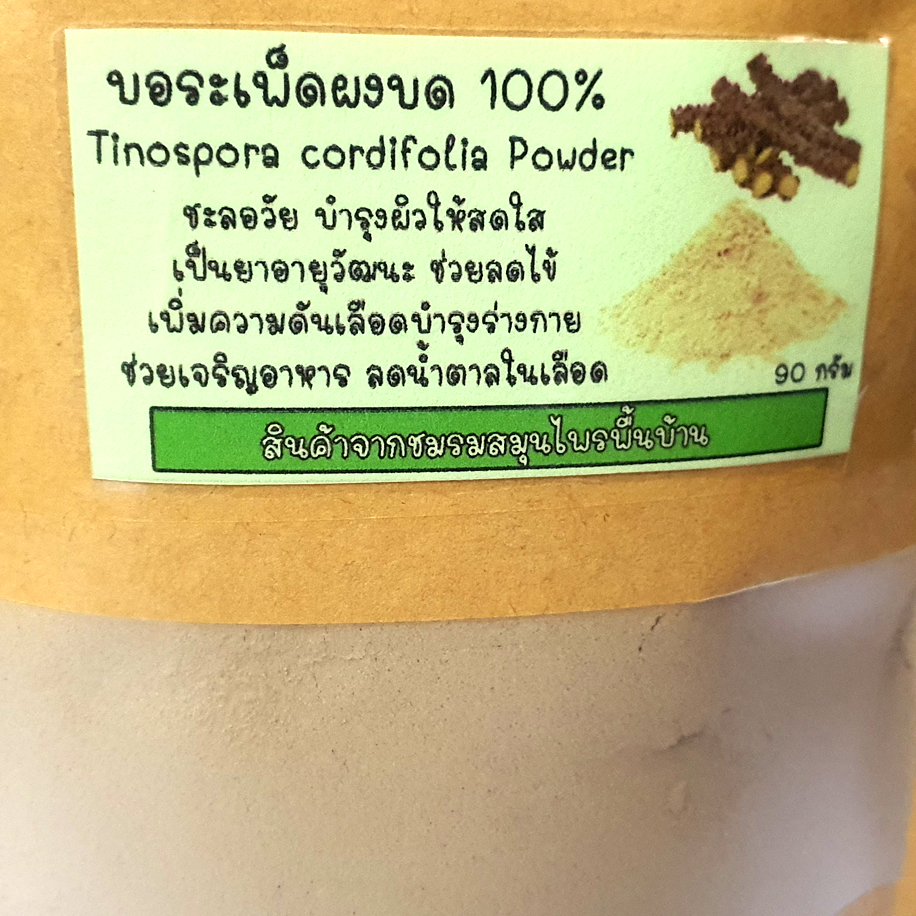 บอระเพ็ดผงบด 100%
Tinospora cordifolia Powder
ชะลอวัย บำรุงผิวให้สดใส
เป็นยาอายุวัฒนะ ช่วยลดไข้
เพิ่มความดันเลือดบำรุงร่างกาย
ช่วยเจริญอาหาร ลดน้ำตาลในเลือด
90 กรัม
สินค้าจากชมรมสมุนไพรพื้นบ้าน